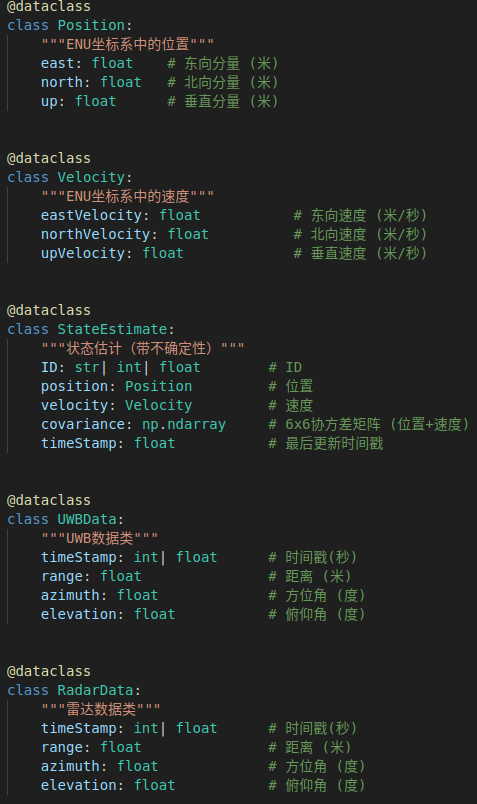 @dataclass
class Position:
    """ENU坐标系中的位置"""
    east: float    # 东向分量 (米)
    north: float   # 北向分量 (米)
    up: float      # 垂直分量 (米)
@dataclass
class Velocity:
    """ENU坐标系中的速度"""
    eastVelocity: float           # 东向速度 (米/秒)
    northVelocity: float          # 北向速度 (米/秒)
    upVelocity: float             # 垂直速度 (米/秒)
@dataclass
class StateEstimate:
    """状态估计（带不确定性）"""
    ID: str| int| float        # ID
    position: Position         # 位置
    velocity: Velocity         # 速度
    covariance: np.ndarray     # 6x6协方差矩阵 (位置+速度)
    timeStamp: float           # 最后更新时间戳
@dataclass
class UWBData:
    """UWB数据类"""
    timeStamp: int| float      # 时间戳(秒)
    range: float               # 距离 (米)
    azimuth: float             # 方位角 (度)
    elevation: float           # 俯仰角 (度)
@dataclass
class RadarData:
    """雷达数据类"""
    timeStamp: int| float      # 时间戳(秒)
    range: float               # 距离 (米)
    azimuth: float             # 方位角 (度)
    elevation: float           # 俯仰角 (度)